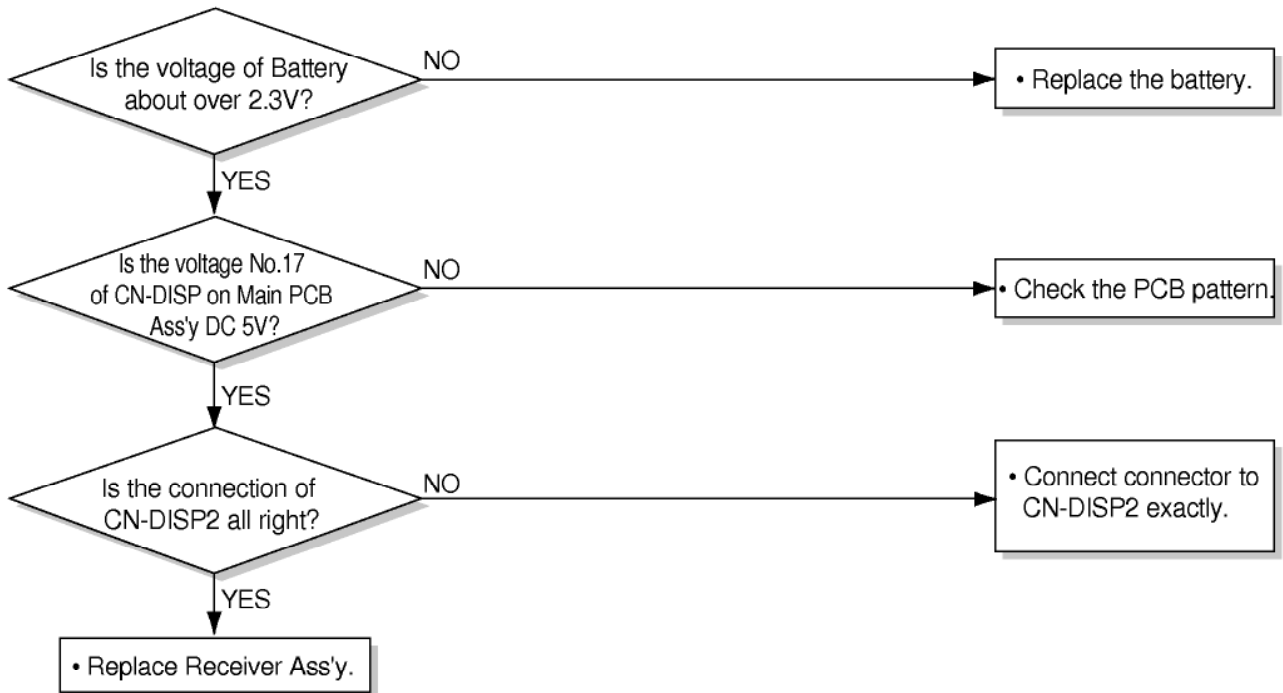 Is the voltage of Battery
about over 2.3V?
NO
• Replace the battery.
YES
Is the voltage No.17
of CN-DISP on Main PCB
Ass'y DC 5V?
NO
• Check the PCB pattern.
YES
Is the connection of
CN-DISP2 all right?
NO
• Connect connector to
CN-DISP2 exactly.
YES
• Replace Receiver Ass'y.